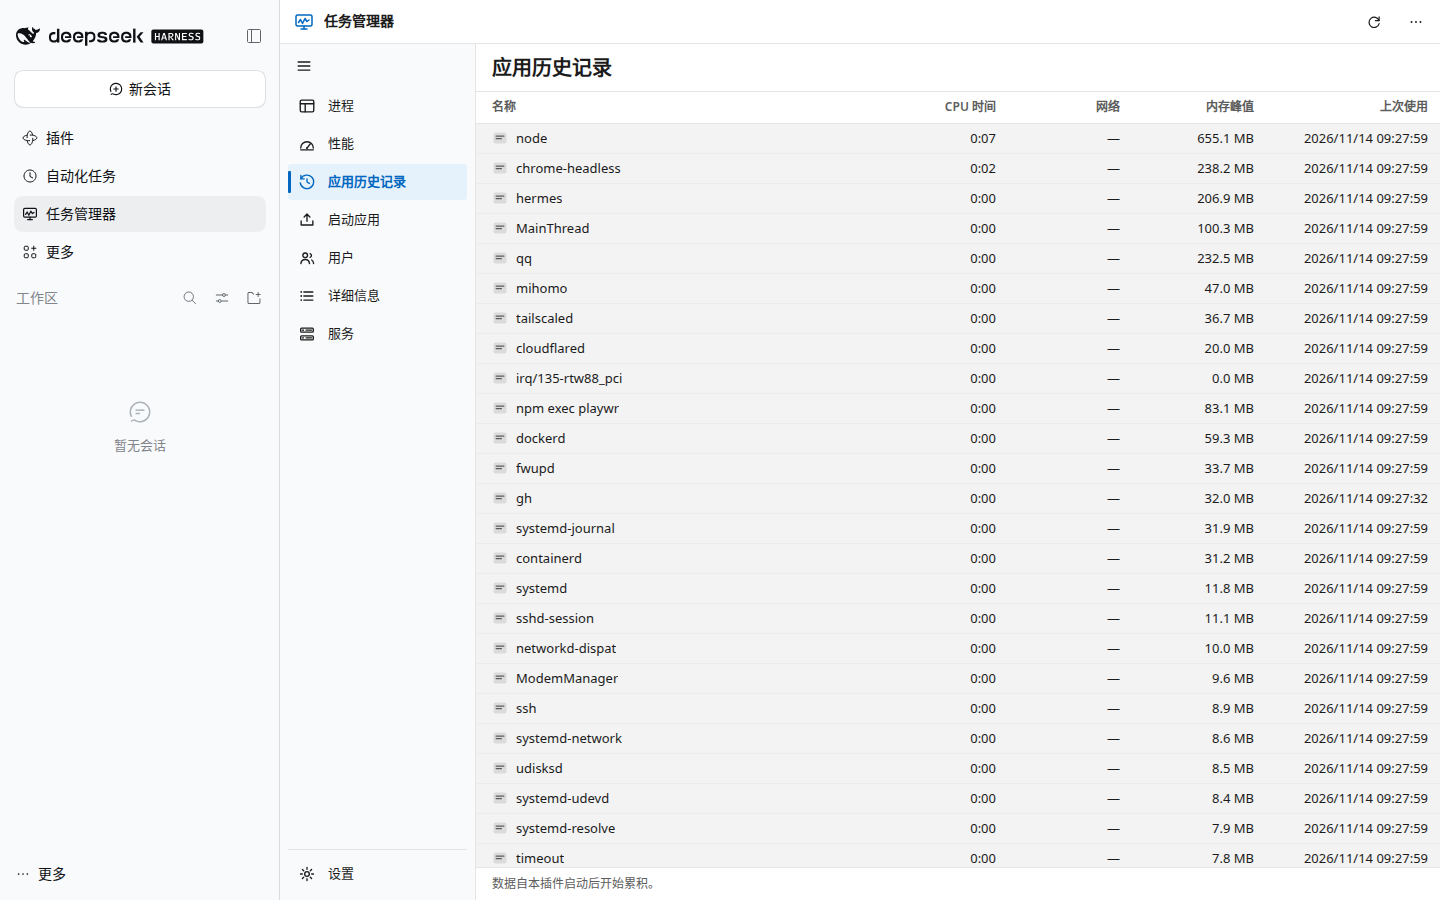 deepseek HARNESS
新会话
插件
自动化任务
任务管理器
更多
工作区
暂无会话
更多
任务管理器
进程
性能
应用历史记录
启动应用
用户
详细信息
服务
设置
应用历史记录
名称 CPU 时间 网络 内存峰值 上次使用
node 0:07 — 655.1 MB 2026/11/14 09:27:59
chrome-headless 0:02 — 238.2 MB 2026/11/14 09:27:59
hermes 0:00 — 206.9 MB 2026/11/14 09:27:59
MainThread 0:00 — 100.3 MB 2026/11/14 09:27:59
qq 0:00 — 232.5 MB 2026/11/14 09:27:59
mihomo 0:00 — 47.0 MB 2026/11/14 09:27:59
tailscaled 0:00 — 36.7 MB 2026/11/14 09:27:59
cloudflared 0:00 — 20.0 MB 2026/11/14 09:27:59
irq/135-rtw88_pci 0:00 — 0.0 MB 2026/11/14 09:27:59
npm exec playwr 0:00 — 83.1 MB 2026/11/14 09:27:59
dockerd 0:00 — 59.3 MB 2026/11/14 09:27:59
fwupd 0:00 — 33.7 MB 2026/11/14 09:27:59
gh 0:00 — 32.0 MB 2026/11/14 09:27:32
systemd-journal 0:00 — 31.9 MB 2026/11/14 09:27:59
containerd 0:00 — 31.2 MB 2026/11/14 09:27:59
systemd 0:00 — 11.8 MB 2026/11/14 09:27:59
sshd-session 0:00 — 11.1 MB 2026/11/14 09:27:59
networkd-dispat 0:00 — 10.0 MB 2026/11/14 09:27:59
ModemManager 0:00 — 9.6 MB 2026/11/14 09:27:59
ssh 0:00 — 8.9 MB 2026/11/14 09:27:59
systemd-network 0:00 — 8.6 MB 2026/11/14 09:27:59
udisksd 0:00 — 8.5 MB 2026/11/14 09:27:59
systemd-udevd 0:00 — 8.4 MB 2026/11/14 09:27:59
systemd-resolve 0:00 — 7.9 MB 2026/11/14 09:27:59
timeout 0:00 — 7.8 MB 2026/11/14 09:27:59
数据自本插件启动后开始累积。